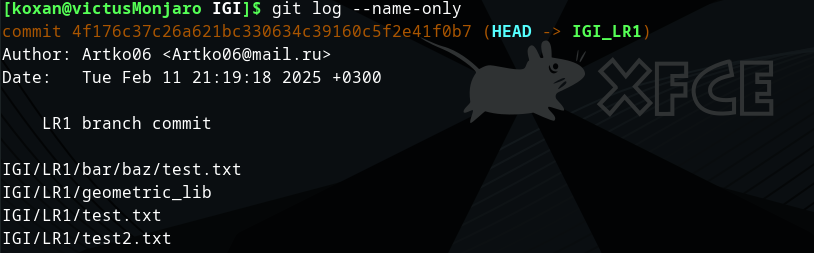 [koxan@victusMonjaro IGI]$ git log --name-only
commit 4f176c37c26a621bc330634c39160c5f2e41f0b7 (HEAD -> IGI_LR1)
Author: Artko06 <Artko06@mail.ru>
Date:   Tue Feb 11 21:19:18 2025 +0300
    LR1 branch commit
IGI/LR1/bar/baz/test.txt
IGI/LR1/geometric_lib
IGI/LR1/test.txt
IGI/LR1/test2.txt
XFCE